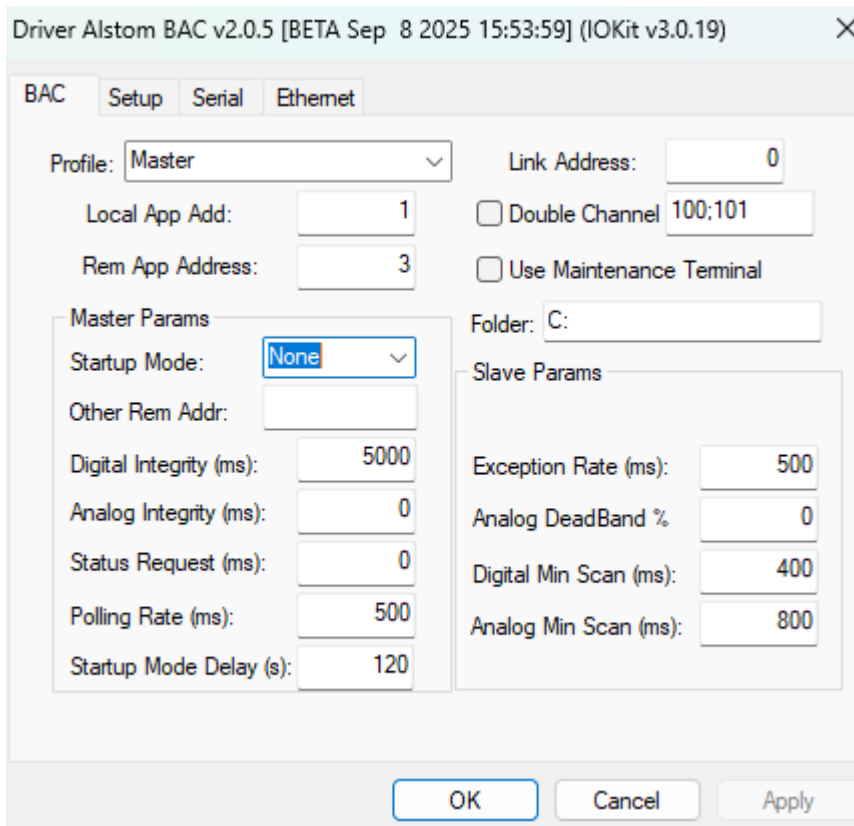 Driver Alstom BAC v2.0.5 [BETA Sep  8 2025 15:53:59] (IOKit v3.0.19)
BAC Setup Serial Ethernet
Profile: Master
Link Address: 0
Local App Add: 1
Double Channel 100;101
Rem App Address: 3
Use Maintenance Terminal
Folder: C:
Master Params
Startup Mode: None
Other Rem Addr:
Digital Integrity (ms): 5000
Analog Integrity (ms): 0
Status Request (ms): 0
Polling Rate (ms): 500
Startup Mode Delay (s): 120
Slave Params
Exception Rate (ms): 500
Analog DeadBand % 0
Digital Min Scan (ms): 400
Analog Min Scan (ms): 800
OK Cancel Apply